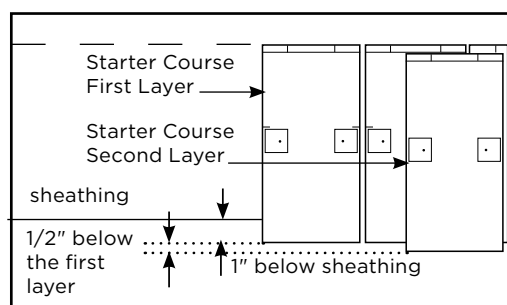 Starter Course
First Layer
Starter Course
Second Layer
sheathing
1/2" below
the first
layer
1" below sheathing